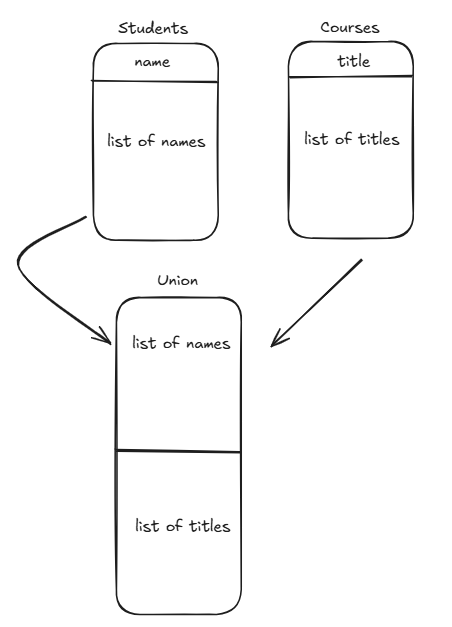 Students
name
list of names
Courses
title
list of titles
Union
list of names
list of titles